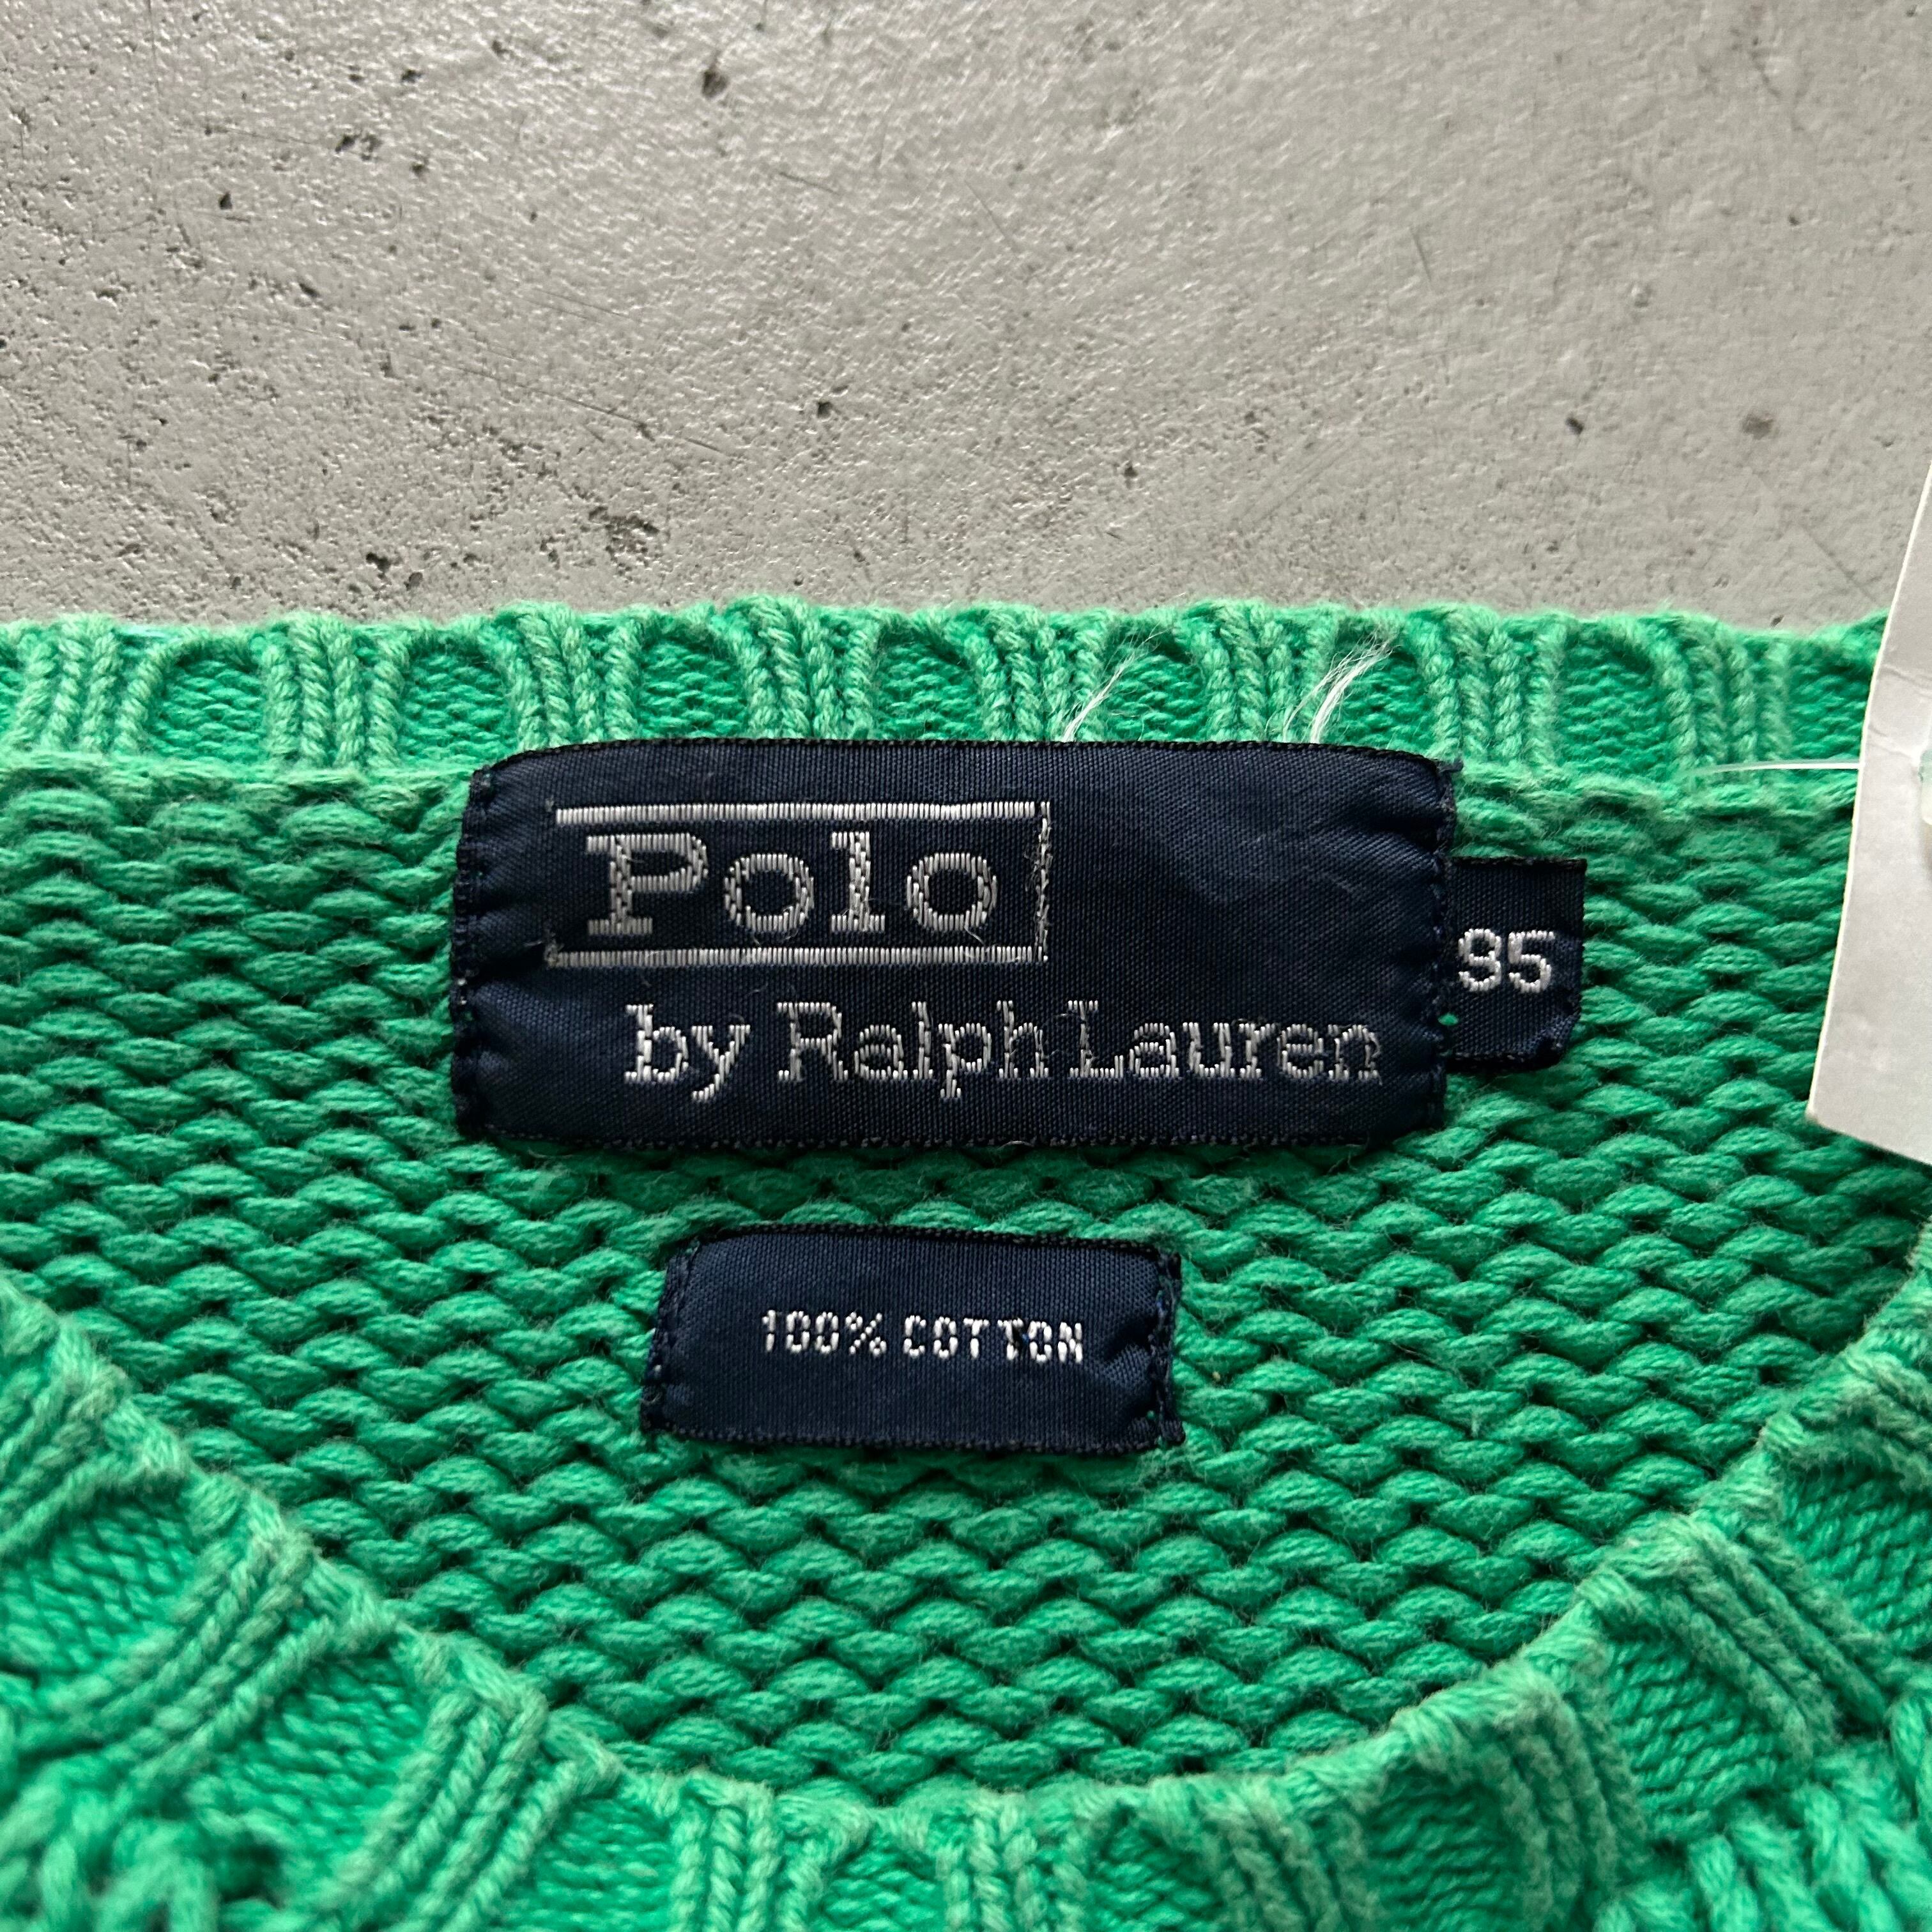 Polo
by Ralph Lauren
95
100% COTTON